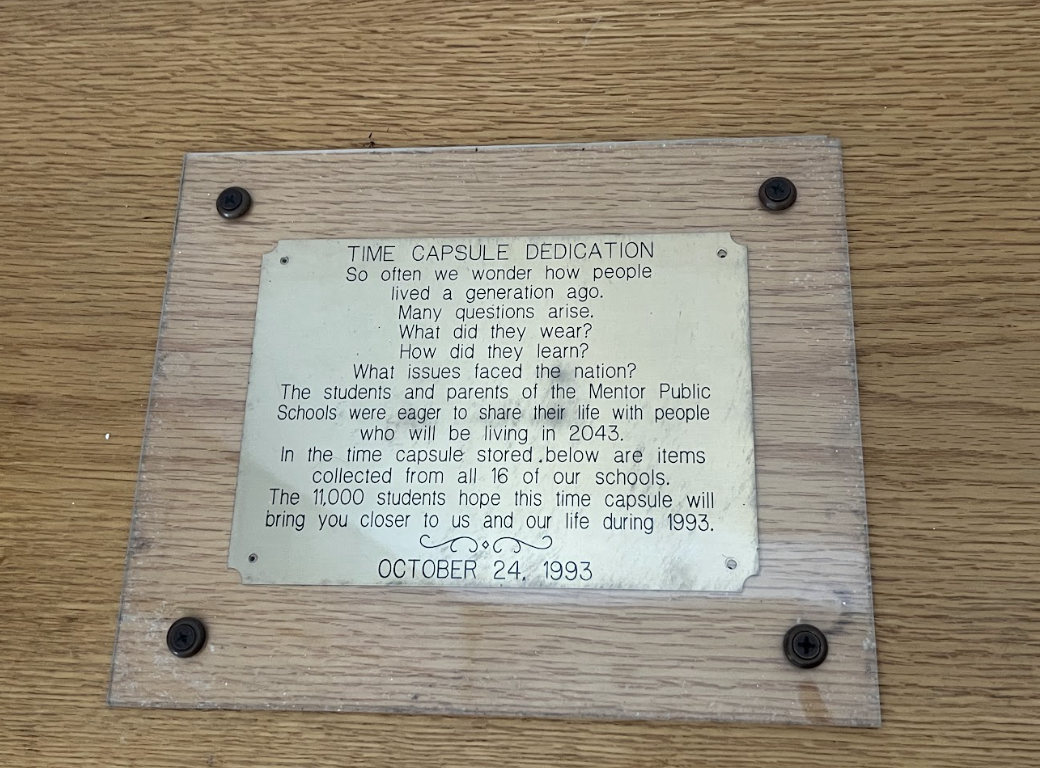 TIME CAPSULE DEDICATION
So often we wonder how people
lived a generation ago.
Many questions arise.
What did they wear?
How did they learn?
What issues faced the nation?
The students and parents of the Mentor Public
Schools were eager to share their life with people
who will be living in 2043.
In the time capsule stored below are items
collected from all 16 of our schools.
The 11,000 students hope this time capsule will
bring you closer to us and our life during 1993.
OCTOBER 24, 1993